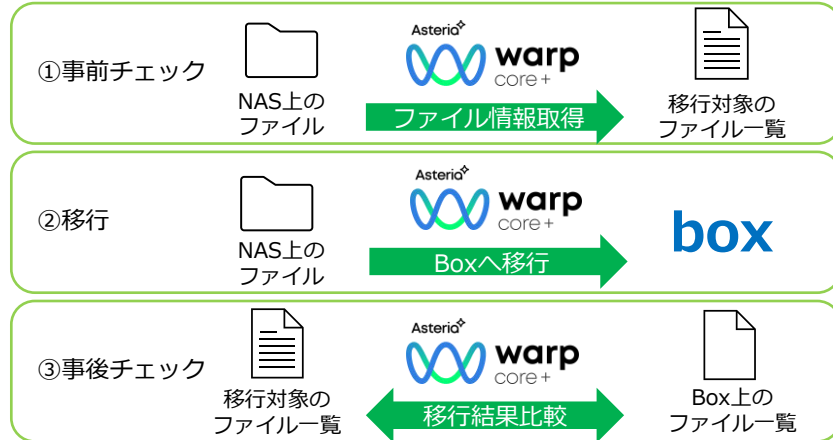 ①事前チェック
NAS上の
ファイル
Asteria
warp
core+
ファイル情報取得
移行対象の
ファイル一覧
②移行
NAS上の
ファイル
Asteria
warp
core+
Boxへ移行
box
③事後チェック
移行対象の
ファイル一覧
Asteria
warp
core+
移行結果比較
Box上の
ファイル一覧